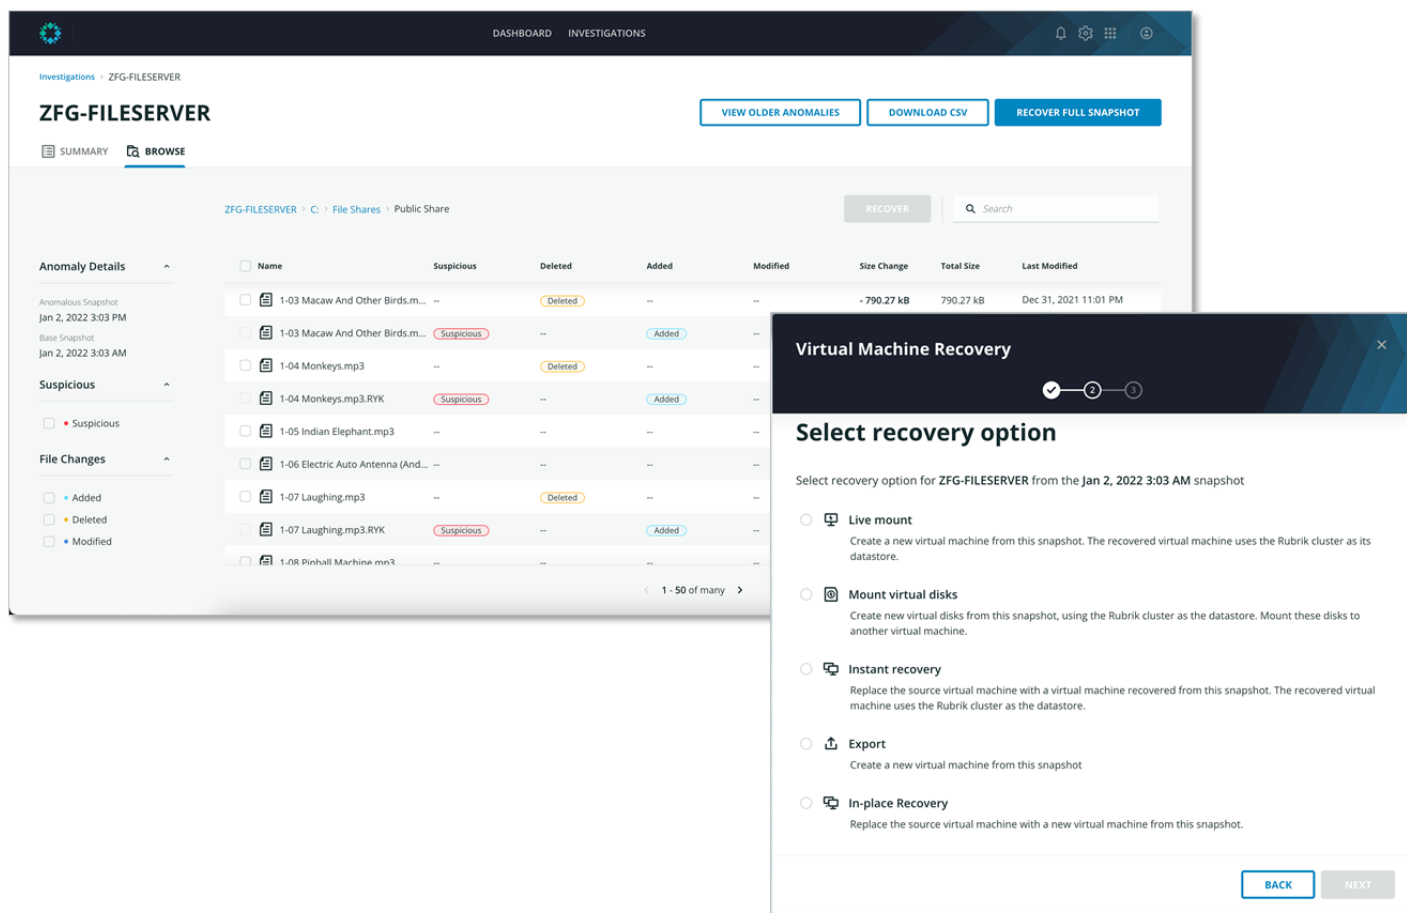 DASHBOARD INVESTIGATIONS
Investigations > ZFG-FILESERVER
ZFG-FILESERVER
VIEW OLDER ANOMALIES DOWNLOAD CSV RECOVER FULL SNAPSHOT
SUMMARY BROWSE
ZFG-FILESERVER > C: > File Shares > Public Share
RECOVER Search
Anomaly Details
Anomalous Snapshot
Jan 2, 2022 3:03 PM
Base Snapshot
Jan 2, 2022 3:03 AM
Suspicious
Suspicious
File Changes
Added
Deleted
Modified
Name Suspicious Deleted Added Modified Size Change Total Size Last Modified
1-03 Macaw And Other Birds.m... -- Deleted -- -- - 790.27 kB 790.27 kB Dec 31, 2021 11:01 PM
1-03 Macaw And Other Birds.m... Suspicious -- Added --
1-04 Monkeys.mp3 -- Deleted -- --
1-04 Monkeys.mp3.RYK Suspicious -- Added --
1-05 Indian Elephant.mp3 -- -- -- --
1-06 Electric Auto Antenna (And... -- -- -- --
1-07 Laughing.mp3 -- Deleted -- --
1-07 Laughing.mp3.RYK Suspicious -- Added --
1-08 Pinball Machine.mp3 -- -- -- --
1 - 50 of many
Virtual Machine Recovery
2 3
Select recovery option
Select recovery option for ZFG-FILESERVER from the Jan 2, 2022 3:03 AM snapshot
Live mount
Create a new virtual machine from this snapshot. The recovered virtual machine uses the Rubrik cluster as its
datastore.
Mount virtual disks
Create new virtual disks from this snapshot, using the Rubrik cluster as the datastore. Mount these disks to
another virtual machine.
Instant recovery
Replace the source virtual machine with a virtual machine recovered from this snapshot. The recovered virtual
machine uses the Rubrik cluster as the datastore.
Export
Create a new virtual machine from this snapshot
In-place Recovery
Replace the source virtual machine with a new virtual machine from this snapshot.
BACK NEXT